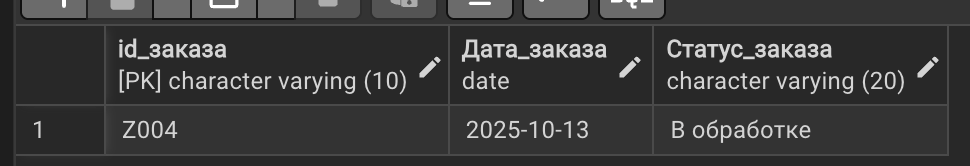 id_заказа
[PK] character varying (10)
Дата_заказа
date
Статус_заказа
character varying (20)
1
Z004
2025-10-13
В обработке